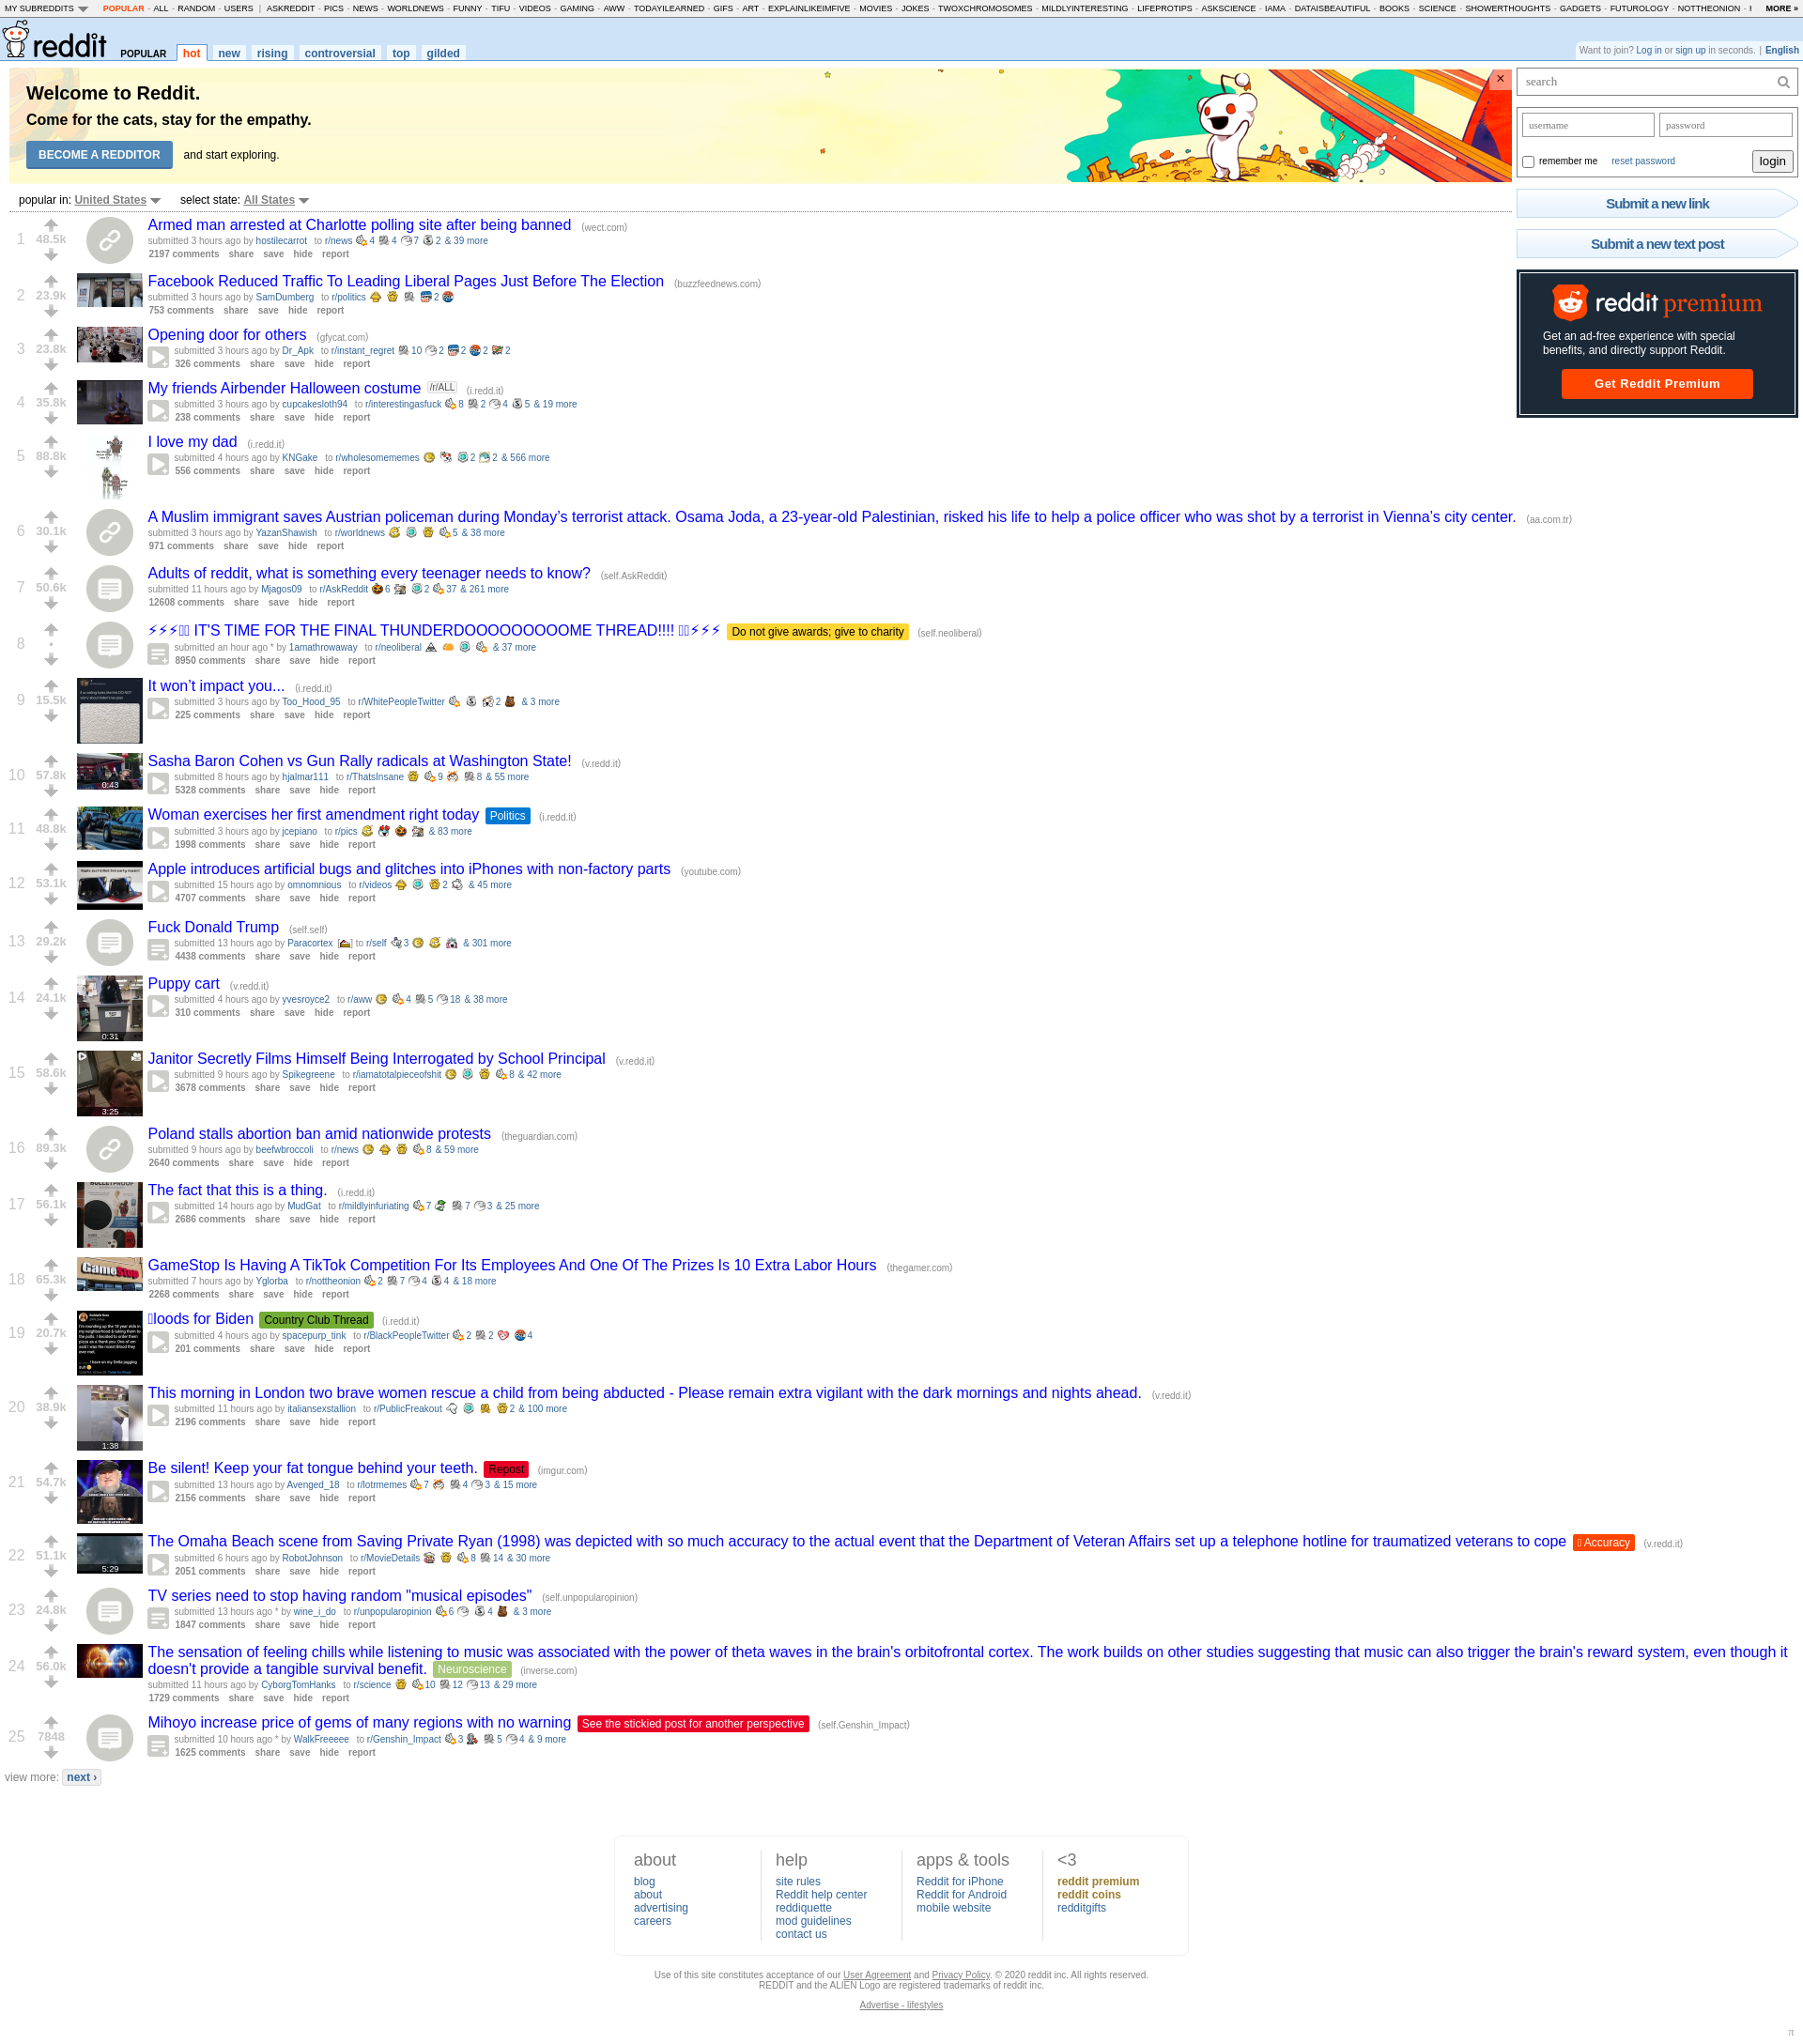 MY SUBREDDITS POPULAR - ALL - RANDOM - USERS | ASKREDDIT - PICS - NEWS - WORLDNEWS - FUNNY - TIFU - VIDEOS - GAMING - AWW - TODAYILEARNED - GIFS - ART - EXPLAINLIKEIMFIVE - MOVIES - JOKES - TWOXCHROMOSOMES - MILDLYINTERESTING - LIFEPROTIPS - ASKSCIENCE - IAMA - DATAISBEAUTIFUL - BOOKS - SCIENCE - SHOWERTHOUGHTS - GADGETS - FUTUROLOGY - NOTTHEONION - MORE »
reddit POPULAR hot new rising controversial top gilded
Want to join? Log in or sign up in seconds. | English
Welcome to Reddit.
Come for the cats, stay for the empathy.
BECOME A REDDITOR and start exploring.
×
search
username password
remember me reset password login
Submit a new link
Submit a new text post
reddit premium
Get an ad-free experience with special
benefits, and directly support Reddit.
Get Reddit Premium
popular in: United States select state: All States
1 48.5k
Armed man arrested at Charlotte polling site after being banned (wect.com)
submitted 3 hours ago by hostilecarrot to r/news 4 4 7 2 & 39 more
2197 comments share save hide report
2 23.9k
Facebook Reduced Traffic To Leading Liberal Pages Just Before The Election (buzzfeednews.com)
submitted 3 hours ago by SamDumberg to r/politics 2
753 comments share save hide report
3 23.8k
Opening door for others (gfycat.com)
submitted 3 hours ago by Dr_Apk to r/instant_regret 10 2 2 2 2
326 comments share save hide report
4 35.8k
My friends Airbender Halloween costume /r/ALL (i.redd.it)
submitted 3 hours ago by cupcakesloth94 to r/interestingasfuck 8 2 4 5 & 19 more
238 comments share save hide report
5 88.8k
I love my dad (i.redd.it)
submitted 4 hours ago by KNGake to r/wholesomememes 2 2 & 566 more
556 comments share save hide report
6 30.1k
A Muslim immigrant saves Austrian policeman during Monday’s terrorist attack. Osama Joda, a 23-year-old Palestinian, risked his life to help a police officer who was shot by a terrorist in Vienna’s city center. (aa.com.tr)
submitted 3 hours ago by YazanShawish to r/worldnews 5 & 38 more
971 comments share save hide report
7 50.6k
Adults of reddit, what is something every teenager needs to know? (self.AskReddit)
submitted 11 hours ago by Mjagos09 to r/AskReddit 6 2 37 & 261 more
12608 comments share save hide report
8 •
⚡⚡⚡ IT'S TIME FOR THE FINAL THUNDERDOOOOOOOOOME THREAD!!!! ⚡⚡⚡ Do not give awards; give to charity (self.neoliberal)
submitted an hour ago * by 1amathrowaway to r/neoliberal & 37 more
8950 comments share save hide report
9 15.5k
It won’t impact you... (i.redd.it)
submitted 3 hours ago by Too_Hood_95 to r/WhitePeopleTwitter 2 & 3 more
225 comments share save hide report
10 57.8k 0:43
Sasha Baron Cohen vs Gun Rally radicals at Washington State! (v.redd.it)
submitted 8 hours ago by hjalmar111 to r/ThatsInsane 9 8 & 55 more
5328 comments share save hide report
11 48.8k
Woman exercises her first amendment right today Politics (i.redd.it)
submitted 3 hours ago by jcepiano to r/pics & 83 more
1998 comments share save hide report
12 53.1k
Apple introduces artificial bugs and glitches into iPhones with non-factory parts (youtube.com)
submitted 15 hours ago by omnomnious to r/videos 2 & 45 more
4707 comments share save hide report
13 29.2k
Fuck Donald Trump (self.self)
submitted 13 hours ago by Paracortex [] to r/self 3 & 301 more
4438 comments share save hide report
14 24.1k 0:31
Puppy cart (v.redd.it)
submitted 4 hours ago by yvesroyce2 to r/aww 4 5 18 & 38 more
310 comments share save hide report
15 58.6k 3:25
Janitor Secretly Films Himself Being Interrogated by School Principal (v.redd.it)
submitted 9 hours ago by Spikegreene to r/iamatotalpieceofshit 8 & 42 more
3678 comments share save hide report
16 89.3k
Poland stalls abortion ban amid nationwide protests (theguardian.com)
submitted 9 hours ago by beefwbroccoli to r/news 8 & 59 more
2640 comments share save hide report
17 56.1k
The fact that this is a thing. (i.redd.it)
submitted 14 hours ago by MudGat to r/mildlyinfuriating 7 7 3 & 25 more
2686 comments share save hide report
18 65.3k GameStop
GameStop Is Having A TikTok Competition For Its Employees And One Of The Prizes Is 10 Extra Labor Hours (thegamer.com)
submitted 7 hours ago by Yglorba to r/nottheonion 2 7 4 4 & 18 more
2268 comments share save hide report
19 20.7k
loods for Biden Country Club Thread (i.redd.it)
submitted 4 hours ago by spacepurp_tink to r/BlackPeopleTwitter 2 2 4
201 comments share save hide report
20 38.9k 1:38
This morning in London two brave women rescue a child from being abducted - Please remain extra vigilant with the dark mornings and nights ahead. (v.redd.it)
submitted 11 hours ago by italiansexstallion to r/PublicFreakout 2 & 100 more
2196 comments share save hide report
21 54.7k
Be silent! Keep your fat tongue behind your teeth. Repost (imgur.com)
submitted 13 hours ago by Avenged_18 to r/lotrmemes 7 4 3 & 15 more
2156 comments share save hide report
22 51.1k 5:29
The Omaha Beach scene from Saving Private Ryan (1998) was depicted with so much accuracy to the actual event that the Department of Veteran Affairs set up a telephone hotline for traumatized veterans to cope Accuracy (v.redd.it)
submitted 6 hours ago by RobotJohnson to r/MovieDetails 8 14 & 30 more
2051 comments share save hide report
23 24.8k
TV series need to stop having random "musical episodes" (self.unpopularopinion)
submitted 13 hours ago * by wine_i_do to r/unpopularopinion 6 4 & 3 more
1847 comments share save hide report
24 56.0k
The sensation of feeling chills while listening to music was associated with the power of theta waves in the brain's orbitofrontal cortex. The work builds on other studies suggesting that music can also trigger the brain's reward system, even though it
doesn't provide a tangible survival benefit. Neuroscience (inverse.com)
submitted 11 hours ago by CyborgTomHanks to r/science 10 12 13 & 29 more
1729 comments share save hide report
25 7848
Mihoyo increase price of gems of many regions with no warning See the stickied post for another perspective (self.Genshin_Impact)
submitted 10 hours ago * by WalkFreeeee to r/Genshin_Impact 3 5 4 & 9 more
1625 comments share save hide report
view more: next ›
about
blog
about
advertising
careers
help
site rules
Reddit help center
reddiquette
mod guidelines
contact us
apps & tools
Reddit for iPhone
Reddit for Android
mobile website
<3
reddit premium
reddit coins
redditgifts
Use of this site constitutes acceptance of our User Agreement and Privacy Policy. © 2020 reddit inc. All rights reserved.
REDDIT and the ALIEN Logo are registered trademarks of reddit inc.
Advertise - lifestyles
π